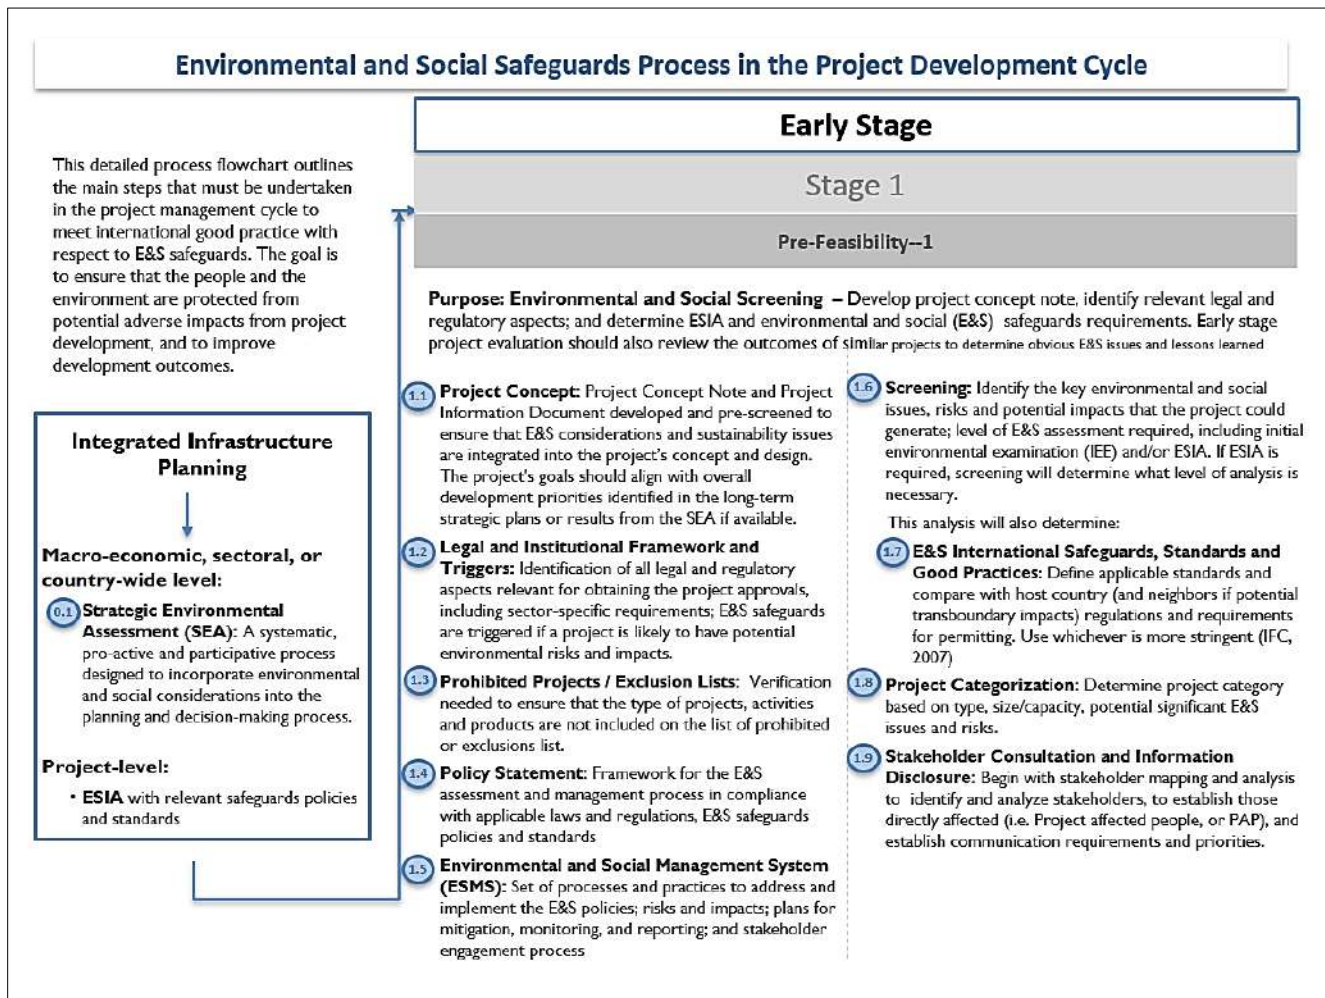 Environmental and Social Safeguards Process in the Project Development Cycle
This detailed process flowchart outlines
the main steps that must be undertaken
in the project management cycle to
meet international good practice with
respect to E&S safeguards. The goal is
to ensure that the people and the
environment are protected from
potential adverse impacts from project
development, and to improve
development outcomes.
Integrated Infrastructure
Planning
Macro-economic, sectoral, or
country-wide level:
0.1 Strategic Environmental
Assessment (SEA): A systematic,
pro-active and participative process
designed to incorporate environmental
and social considerations into the
planning and decision-making process.
Project-level:
• ESIA with relevant safeguards policies
and standards
Early Stage
Stage 1
Pre-Feasibility--1
Purpose: Environmental and Social Screening – Develop project concept note, identify relevant legal and
regulatory aspects; and determine ESIA and environmental and social (E&S) safeguards requirements. Early stage
project evaluation should also review the outcomes of similar projects to determine obvious E&S issues and lessons learned
1.1 Project Concept: Project Concept Note and Project
Information Document developed and pre-screened to
ensure that E&S considerations and sustainability issues
are integrated into the project's concept and design.
The project's goals should align with overall
development priorities identified in the long-term
strategic plans or results from the SEA if available.
1.2 Legal and Institutional Framework and
Triggers: Identification of all legal and regulatory
aspects relevant for obtaining the project approvals,
including sector-specific requirements; E&S safeguards
are triggered if a project is likely to have potential
environmental risks and impacts.
1.3 Prohibited Projects / Exclusion Lists: Verification
needed to ensure that the type of projects, activities
and products are not included on the list of prohibited
or exclusions list.
1.4 Policy Statement: Framework for the E&S
assessment and management process in compliance
with applicable laws and regulations, E&S safeguards
policies and standards
1.5 Environmental and Social Management System
(ESMS): Set of processes and practices to address and
implement the E&S policies; risks and impacts; plans for
mitigation, monitoring, and reporting; and stakeholder
engagement process
1.6 Screening: Identify the key environmental and social
issues, risks and potential impacts that the project could
generate; level of E&S assessment required, including initial
environmental examination (IEE) and/or ESIA. If ESIA is
required, screening will determine what level of analysis is
necessary.
This analysis will also determine:
1.7 E&S International Safeguards, Standards and
Good Practices: Define applicable standards and
compare with host country (and neighbors if potential
transboundary impacts) regulations and requirements
for permitting. Use whichever is more stringent (IFC,
2007)
1.8 Project Categorization: Determine project category
based on type, size/capacity, potential significant E&S
issues and risks.
1.9 Stakeholder Consultation and Information
Disclosure: Begin with stakeholder mapping and analysis
to identify and analyze stakeholders, to establish those
directly affected (i.e. Project affected people, or PAP), and
establish communication requirements and priorities.